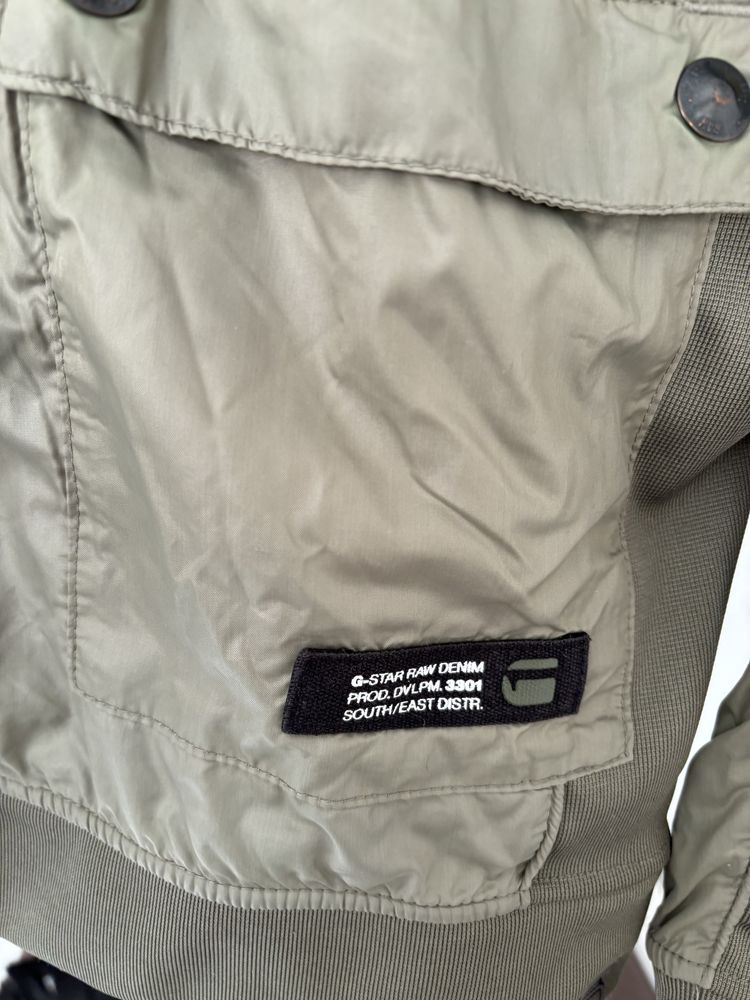 G-STAR RAW DENIM
PROD. DVLPM. 3301
SOUTH/EAST DISTR.